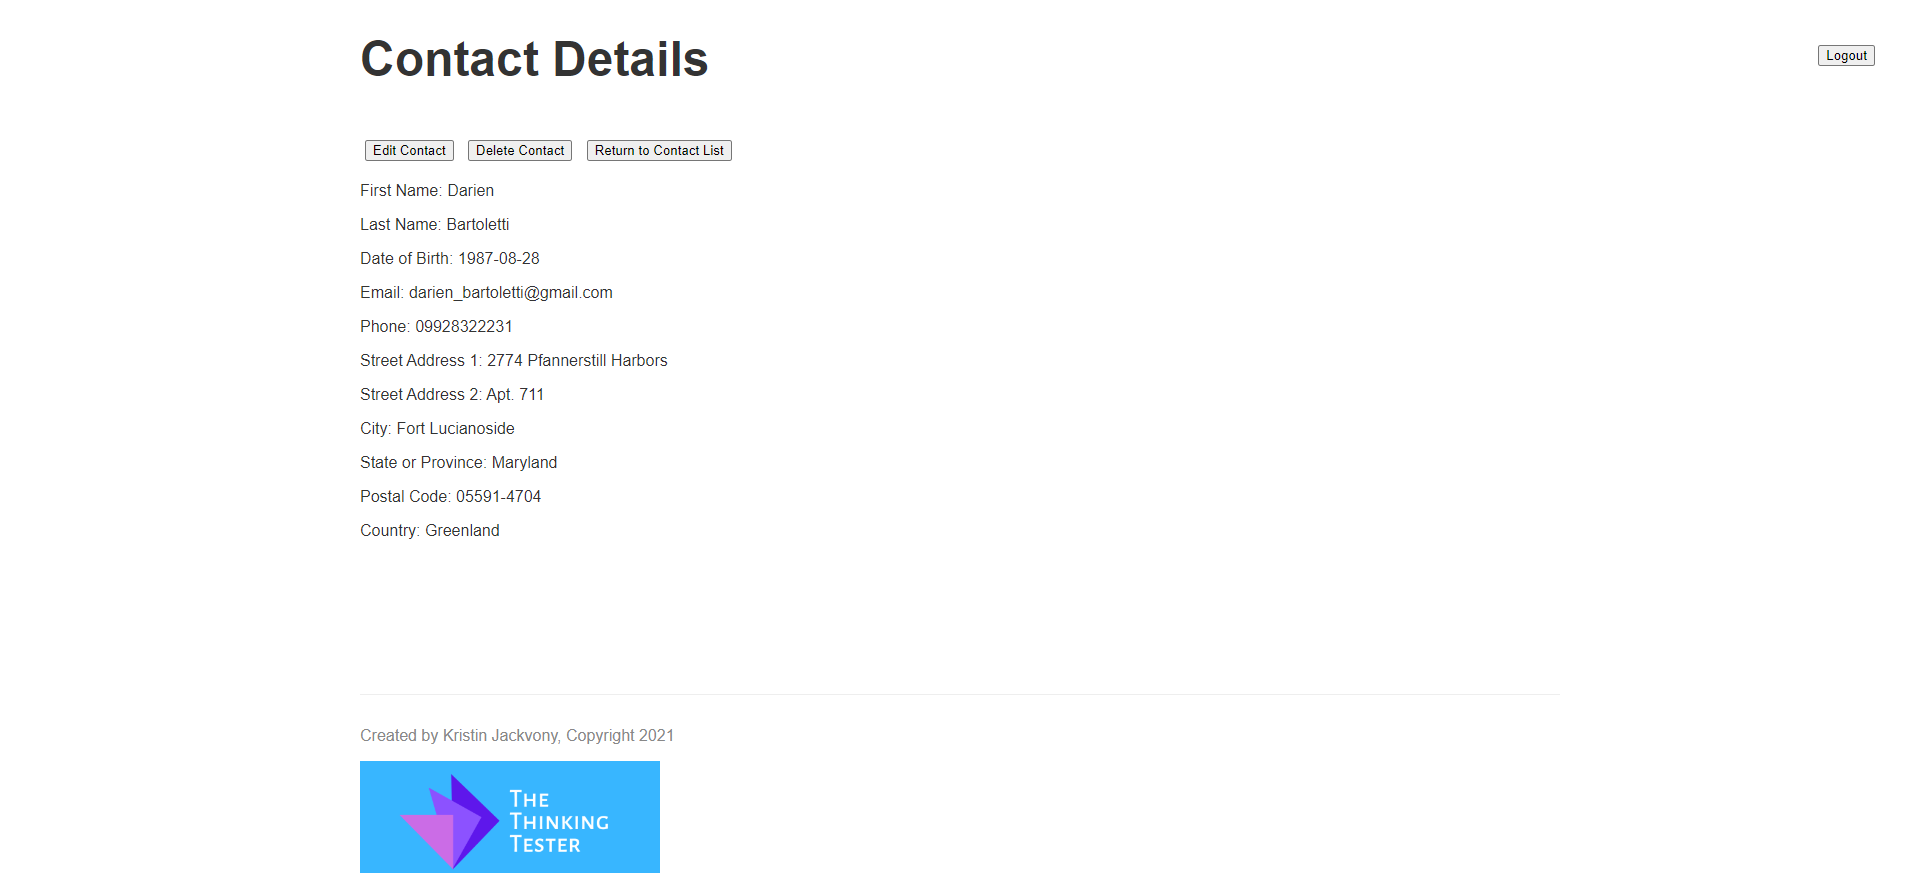 Contact Details
Logout
Edit Contact Delete Contact Return to Contact List
First Name: Darien
Last Name: Bartoletti
Date of Birth: 1987-08-28
Email: darien_bartoletti@gmail.com
Phone: 09928322231
Street Address 1: 2774 Pfannerstill Harbors
Street Address 2: Apt. 711
City: Fort Lucianoside
State or Province: Maryland
Postal Code: 05591-4704
Country: Greenland
Created by Kristin Jackvony, Copyright 2021
THE
THINKING
TESTER